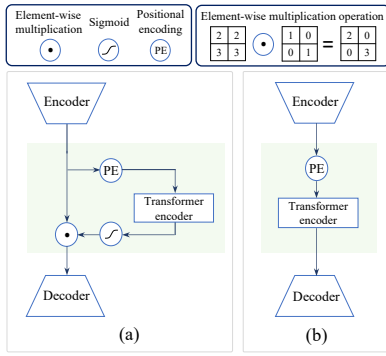 Element-wise
multiplication
Sigmoid
Positional
encoding
PE
Element-wise multiplication operation
2 2
3 3
1 0
0 1
=
2 0
0 3
Encoder
PE
Transformer
encoder
Decoder
(a)
Encoder
PE
Transformer
encoder
Decoder
(b)